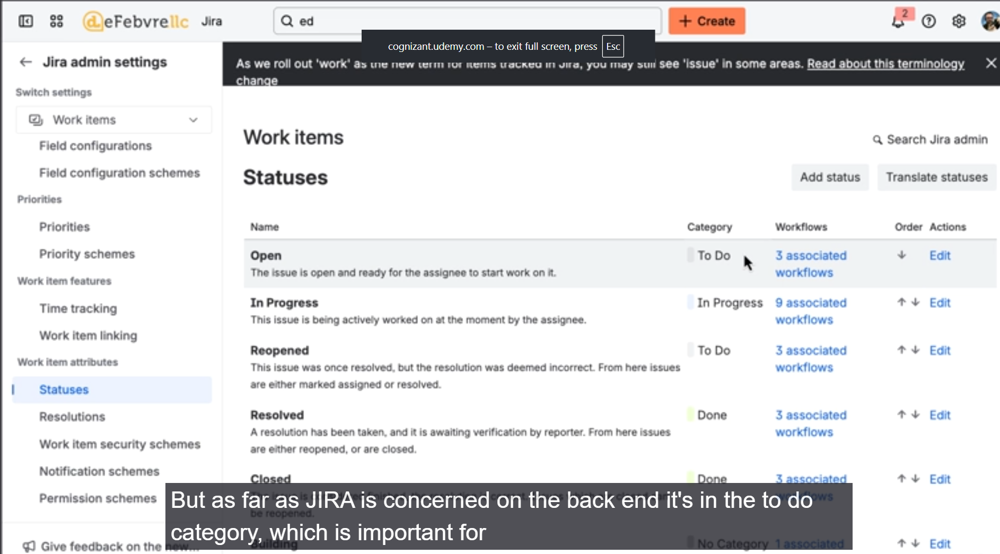 deFebvrellc Jira
ed
+ Create
2
cognizant.udemy.com – to exit full screen, press Esc
Jira admin settings
As we roll out 'work' as the new term for items tracked in Jira, you may still see 'issue' in some areas. Read about this terminology
change
Switch settings
Work items
Field configurations
Field configuration schemes
Priorities
Priorities
Priority schemes
Work item features
Time tracking
Work item linking
Work item attributes
Statuses
Resolutions
Work item security schemes
Notification schemes
Permission schemes
Give feedback on the new...
Work items
Search Jira admin
Statuses
Add status
Translate statuses
Name Category Workflows Order Actions
Open To Do 3 associated Edit
The issue is open and ready for the assignee to start work on it. workflows
In Progress In Progress 9 associated Edit
This issue is being actively worked on at the moment by the assignee. workflows
Reopened To Do 3 associated Edit
This issue was once resolved, but the resolution was deemed incorrect. From here issues workflows
are either marked assigned or resolved.
Resolved Done 3 associated Edit
A resolution has been taken, and it is awaiting verification by reporter. From here issues workflows
are either reopened, or are closed.
Closed Done 3 associated Edit
be reopened.
Building No Category 1 associated Edit
But as far as JIRA is concerned on the back end it's in the to do
category, which is important for